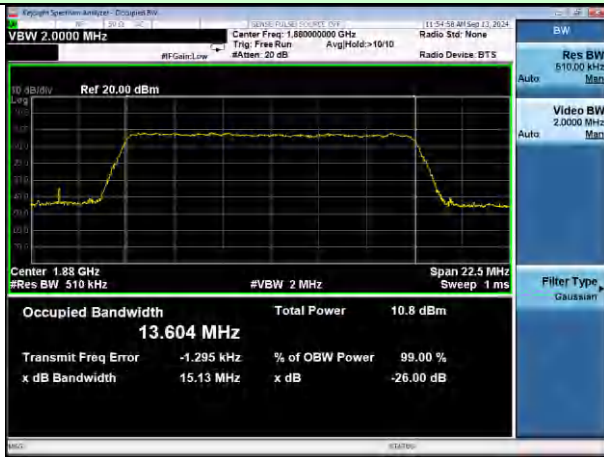 Keysight Spectrum Analyzer - Occupied BW
VBW 2.0000 MHz
SENSE:PULSE SOURCE OFF
11:54:58 AM Sep 13, 2024
Center Freq: 1.880000000 GHz
Radio Std: None
Trig: Free Run
Avg|Hold:>10/10
#IFGain:Low
#Atten: 20 dB
Radio Device: BTS
10 dB/div
Ref 20.00 dBm
Log
Center 1.88 GHz
Span 22.5 MHz
#Res BW 510 kHz
#VBW 2 MHz
Sweep 1 ms
Occupied Bandwidth
Total Power
10.8 dBm
13.604 MHz
Transmit Freq Error
-1.295 kHz
% of OBW Power
99.00 %
x dB Bandwidth
15.13 MHz
x dB
-26.00 dB
MSG
STATUS
BW
Res BW
510.00 kHz
Auto
Man
Video BW
2.0000 MHz
Auto
Man
Filter Type
Gaussian